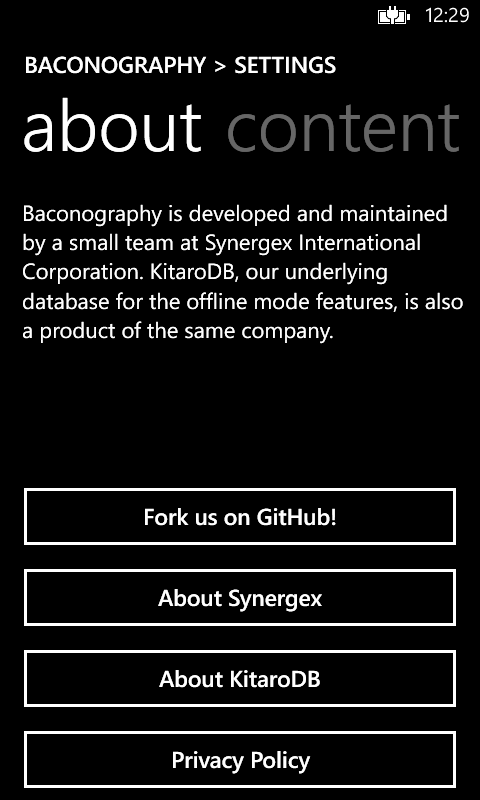 12:29
BACONOGRAPHY > SETTINGS
about content
Baconography is developed and maintained
by a small team at Synergex International
Corporation. KitaroDB, our underlying
database for the offline mode features, is also
a product of the same company.
Fork us on GitHub!
About Synergex
About KitaroDB
Privacy Policy